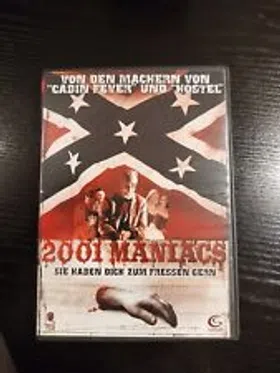 VON DEN MACHERN VON
"CABIN FEVER" UND "HOSTEL"
2001 MANIACS
SIE HABEN DICH ZUM FRESSEN GERN